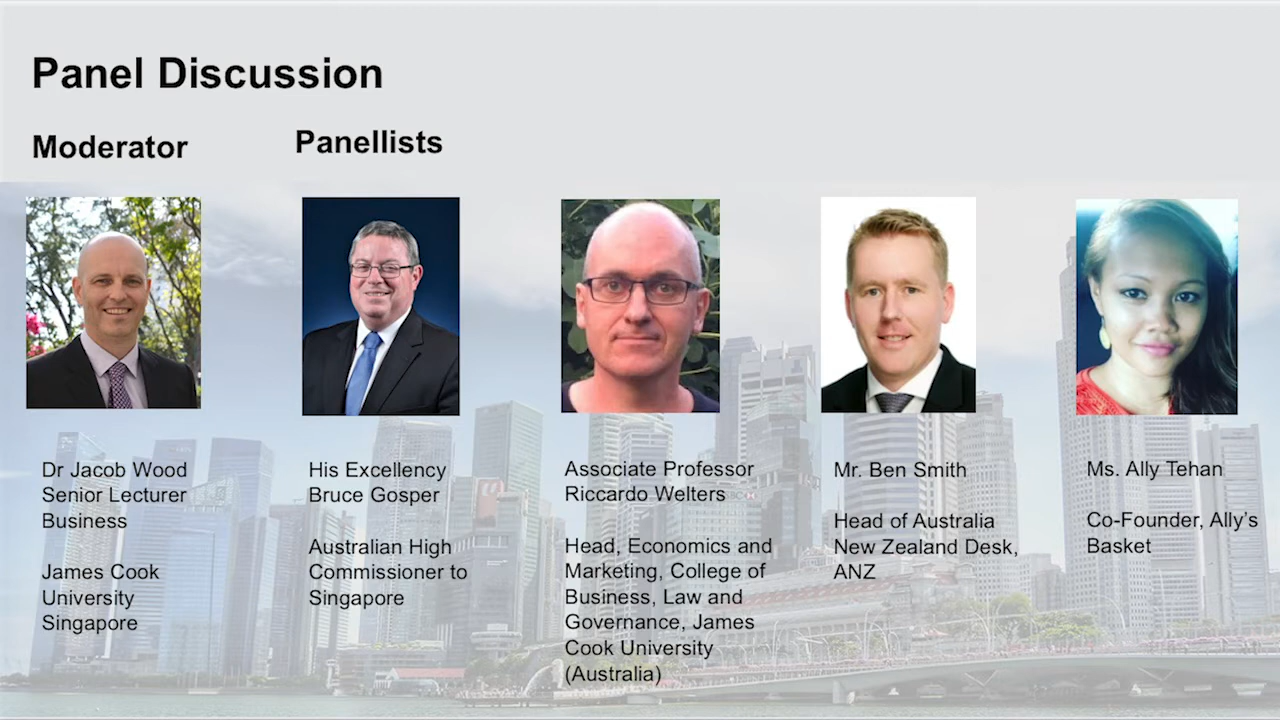 Panel Discussion
Moderator
Panellists
Dr Jacob Wood
Senior Lecturer
Business
James Cook
University
Singapore
His Excellency
Bruce Gosper
Australian High
Commissioner to
Singapore
Associate Professor
Riccardo Welters
Head, Economics and
Marketing, College of
Business, Law and
Governance, James
Cook University
(Australia)
Mr. Ben Smith
Head of Australia
New Zealand Desk,
ANZ
Ms. Ally Tehan
Co-Founder, Ally’s
Basket